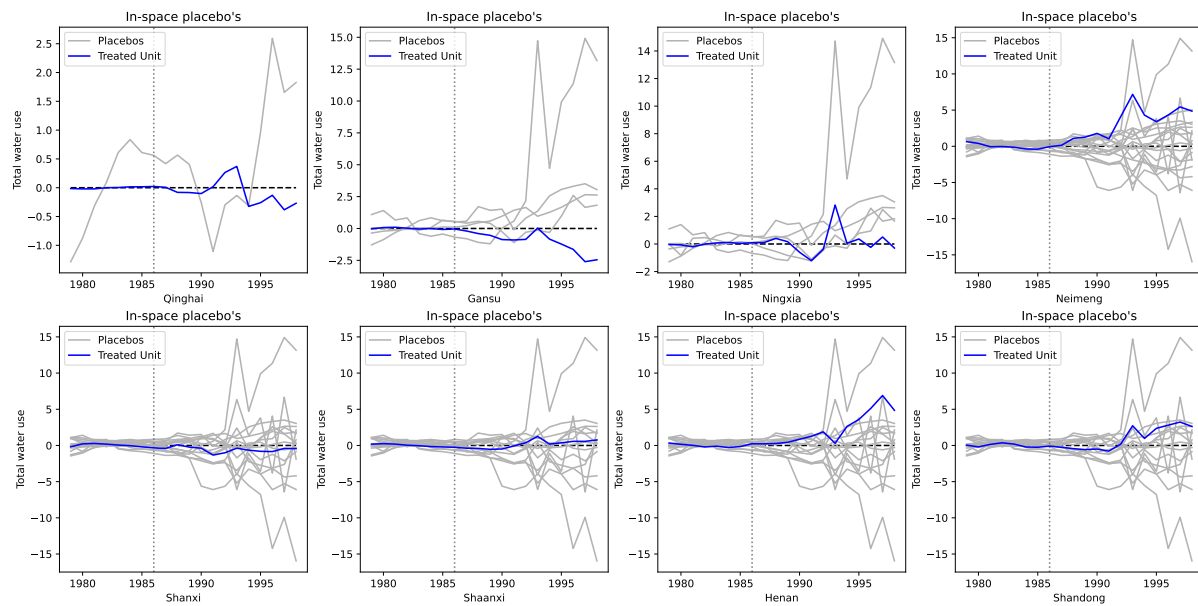 In-space placebo's
Total water use
2.5
2.0
1.5
1.0
0.5
0.0
−0.5
−1.0
Placebos
Treated Unit
1980 1985 1990 1995
Qinghai
In-space placebo's
Total water use
15.0
12.5
10.0
7.5
5.0
2.5
0.0
−2.5
Placebos
Treated Unit
1980 1985 1990 1995
Gansu
In-space placebo's
Total water use
14
12
10
8
6
4
2
0
−2
Placebos
Treated Unit
1980 1985 1990 1995
Ningxia
In-space placebo's
Total water use
15
10
5
0
−5
−10
−15
Placebos
Treated Unit
1980 1985 1990 1995
Neimeng
In-space placebo's
Total water use
15
10
5
0
−5
−10
−15
Placebos
Treated Unit
1980 1985 1990 1995
Shanxi
In-space placebo's
Total water use
15
10
5
0
−5
−10
−15
Placebos
Treated Unit
1980 1985 1990 1995
Shaanxi
In-space placebo's
Total water use
15
10
5
0
−5
−10
−15
Placebos
Treated Unit
1980 1985 1990 1995
Henan
In-space placebo's
Total water use
15
10
5
0
−5
−10
−15
Placebos
Treated Unit
1980 1985 1990 1995
Shandong